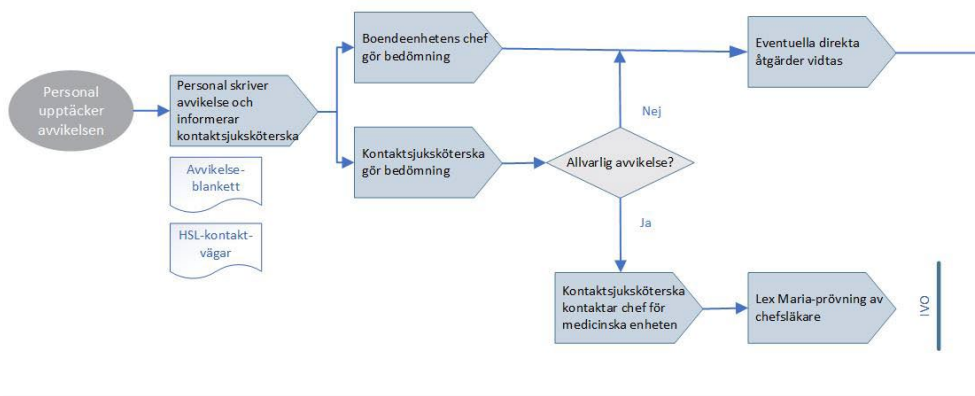 Personal
upptäcker
avvikelsen
Personal skriver
avvikelse och
informerar
kontaktsjuksköterska
Avvikelse-
blankett
HSL-kontakt-
vägar
Boendeenhetens chef
gör bedömning
Kontaktsjuksköterska
gör bedömning
Allvarlig avvikelse?
Nej
Ja
Eventuella direkta
åtgärder vidtas
Kontaktsjuksköterska
kontaktar chef för
medicinska enheten
Lex Maria-prövning av
chefsläkare
IVO